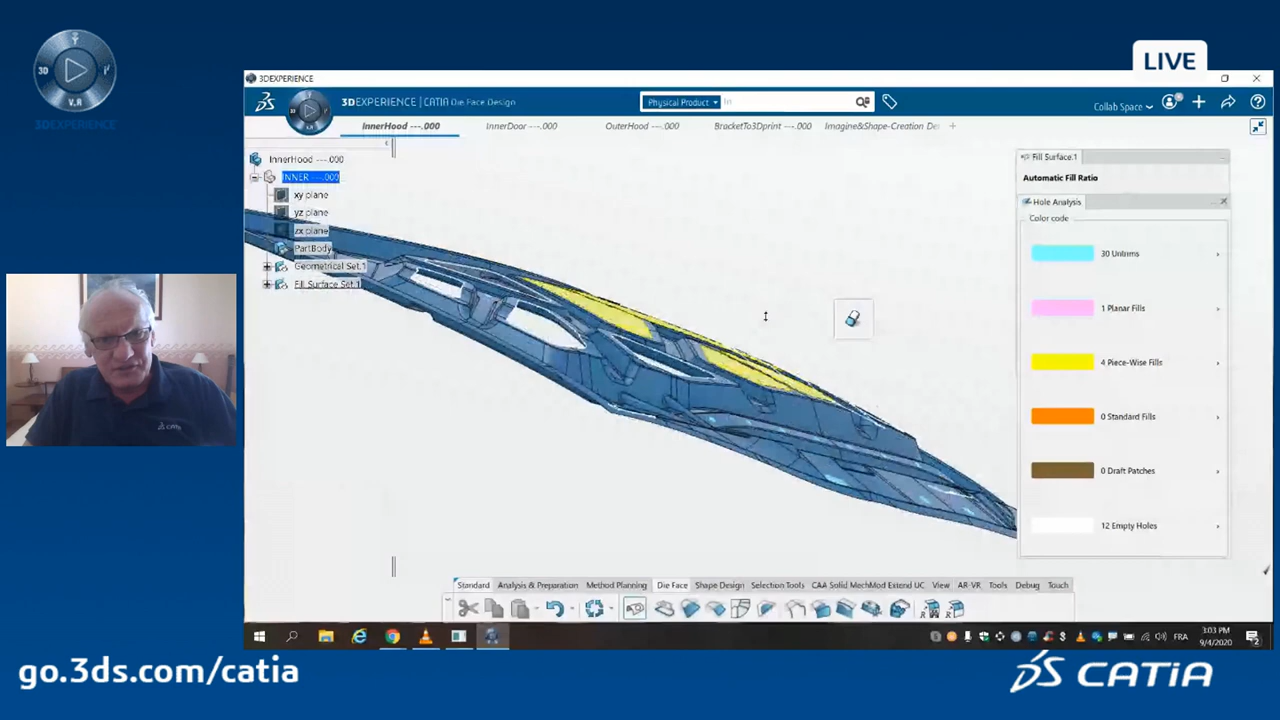 LIVE
3DEXPERIENCE
3D
V.R
3DEXPERIENCE
3DEXPERIENCE | CATIA Die Face Design
Physical Product
Collab Space
InnerHood ---.000
InnerDoor ---.000
OuterHood ---.000
BracketTo3Dprint ---.000
Imagine&Shape-Creation De
InnerHood ---.000
INNER ---.000
xy plane
yz plane
zx plane
PartBody
Geometrical Set.1
Fill Surface Set.1
Fill Surface.1
Automatic Fill Ratio
Hole Analysis
Color code
30 Untrims
1 Planar Fills
4 Piece-Wise Fills
0 Standard Fills
0 Draft Patches
12 Empty Holes
CATIA
Standard
Analysis & Preparation
Method Planning
Die Face
Shape Design
Selection Tools
CAA Solid MechMod Extend UC
View
AR-VR
Tools
Debug
Touch
FRA
3:03 PM
9/4/2020
go.3ds.com/catia
CATIA